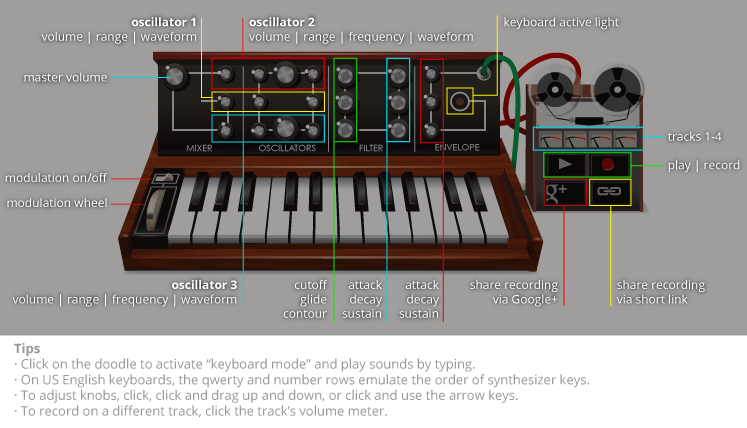 oscillator 1
volume | range | waveform
oscillator 2
volume | range | frequency | waveform
keyboard active light
master volume
tracks 1-4
play | record
MIXER
OSCILLATORS
FILTER
ENVELOPE
modulation on/off
modulation wheel
g+
oscillator 3
volume | range | frequency | waveform
cutoff
glide
contour
attack
decay
sustain
attack
decay
sustain
share recording
via Google+
share recording
via short link
Tips
· Click on the doodle to activate “keyboard mode” and play sounds by typing.
· On US English keyboards, the qwerty and number rows emulate the order of synthesizer keys.
· To adjust knobs, click, click and drag up and down, or click and use the arrow keys.
· To record on a different track, click the track’s volume meter.